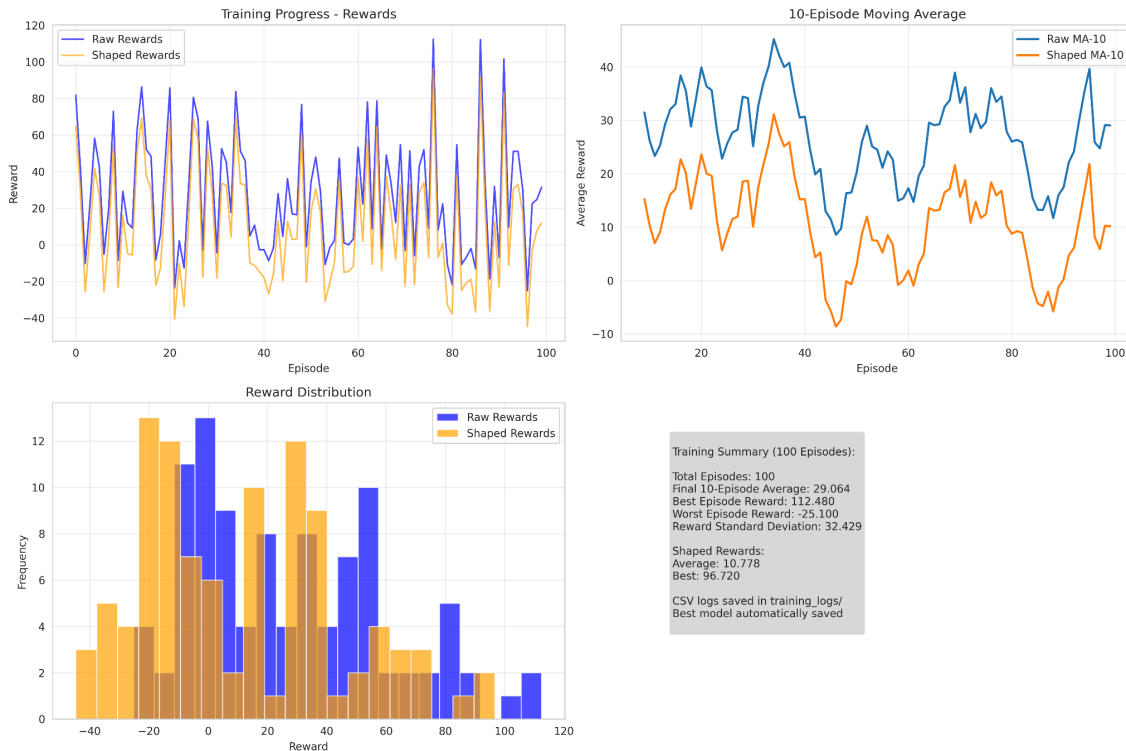 Training Progress - Rewards
Raw Rewards
Shaped Rewards
Reward
120
100
80
60
40
20
0
−20
−40
0
20
40
60
80
100
Episode
10-Episode Moving Average
Raw MA-10
Shaped MA-10
Average Reward
40
30
20
10
0
−10
20
40
60
80
100
Episode
Reward Distribution
Raw Rewards
Shaped Rewards
Frequency
12
10
8
6
4
2
0
−40
−20
0
20
40
60
80
100
120
Reward
Training Summary (100 Episodes):
Total Episodes: 100
Final 10-Episode Average: 29.064
Best Episode Reward: 112.480
Worst Episode Reward: -25.100
Reward Standard Deviation: 32.429
Shaped Rewards:
Average: 10.778
Best: 96.720
CSV logs saved in training_logs/
Best model automatically saved